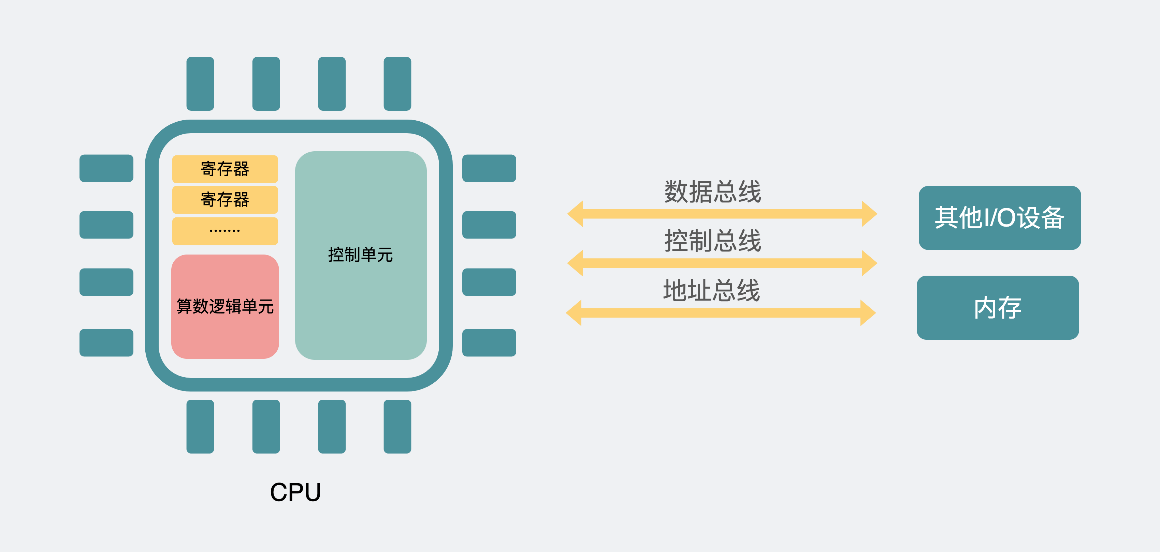 寄存器
寄存器
.......
算数逻辑单元
控制单元
CPU
数据总线
控制总线
地址总线
其他I/O设备
内存